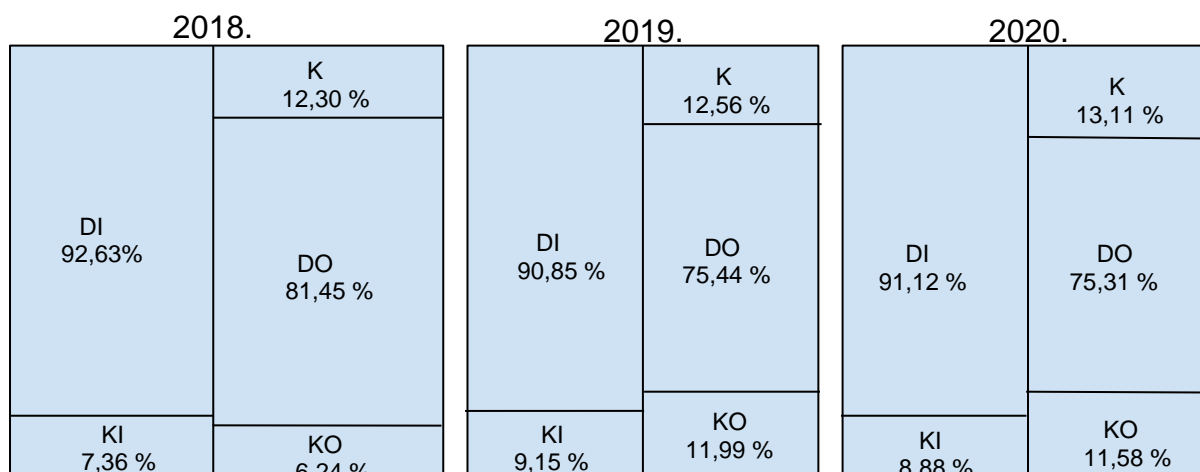 2018.
DI
92,63%
KI
7,36 %
K
12,30 %
DO
81,45 %
KO
6,24 %
2019.
DI
90,85 %
KI
9,15 %
K
12,56 %
DO
75,44 %
KO
11,99 %
2020.
DI
91,12 %
KI
8,88 %
K
13,11 %
DO
75,31 %
KO
11,58 %